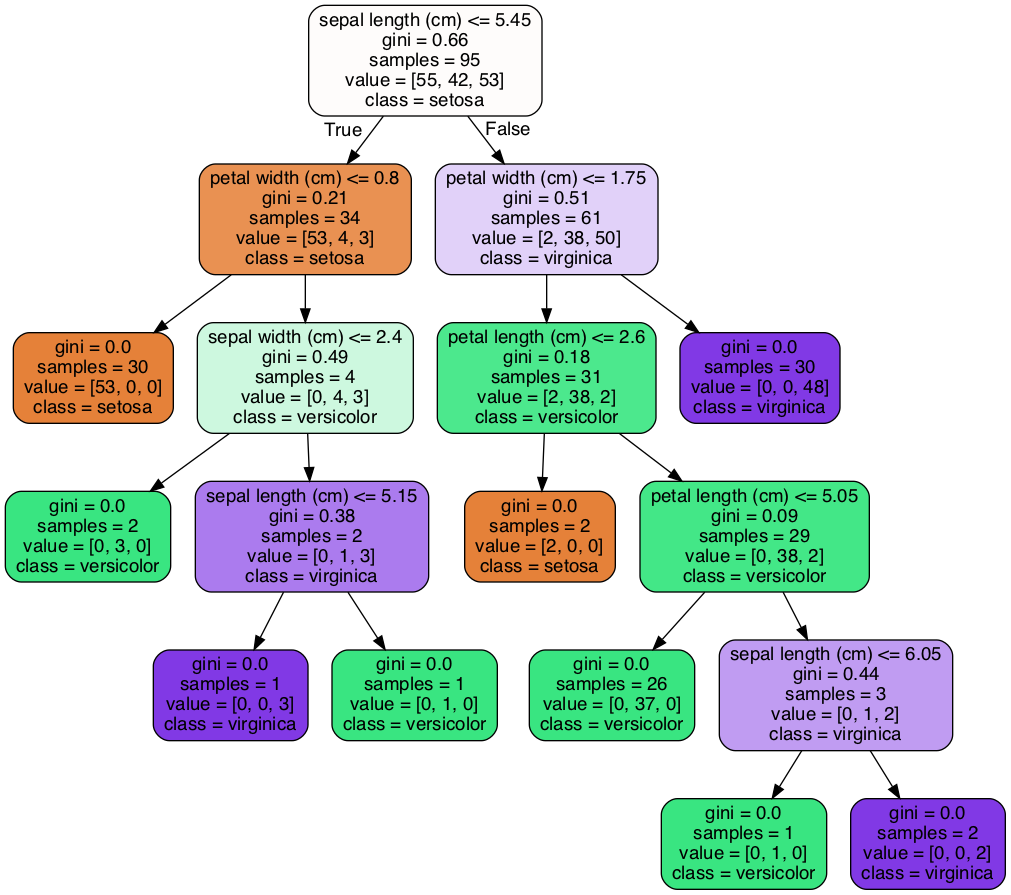 sepal length (cm) <= 5.45
gini = 0.66
samples = 95
value = [55, 42, 53]
class = setosa
True
False
petal width (cm) <= 0.8
gini = 0.21
samples = 34
value = [53, 4, 3]
class = setosa
petal width (cm) <= 1.75
gini = 0.51
samples = 61
value = [2, 38, 50]
class = virginica
gini = 0.0
samples = 30
value = [53, 0, 0]
class = setosa
sepal width (cm) <= 2.4
gini = 0.49
samples = 4
value = [0, 4, 3]
class = versicolor
petal length (cm) <= 2.6
gini = 0.18
samples = 31
value = [2, 38, 2]
class = versicolor
gini = 0.0
samples = 30
value = [0, 0, 48]
class = virginica
gini = 0.0
samples = 2
value = [0, 3, 0]
class = versicolor
sepal length (cm) <= 5.15
gini = 0.38
samples = 2
value = [0, 1, 3]
class = virginica
gini = 0.0
samples = 2
value = [2, 0, 0]
class = setosa
petal length (cm) <= 5.05
gini = 0.09
samples = 29
value = [0, 38, 2]
class = versicolor
gini = 0.0
samples = 1
value = [0, 0, 3]
class = virginica
gini = 0.0
samples = 1
value = [0, 1, 0]
class = versicolor
gini = 0.0
samples = 26
value = [0, 37, 0]
class = versicolor
sepal length (cm) <= 6.05
gini = 0.44
samples = 3
value = [0, 1, 2]
class = virginica
gini = 0.0
samples = 1
value = [0, 1, 0]
class = versicolor
gini = 0.0
samples = 2
value = [0, 0, 2]
class = virginica